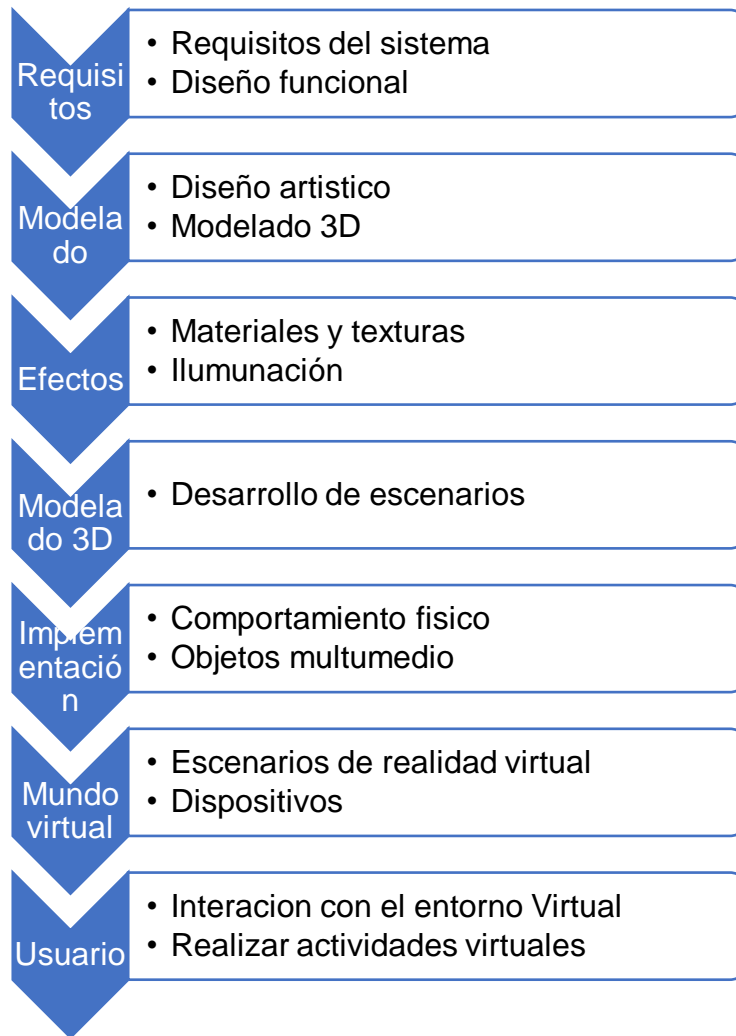 Requisi
tos
• Requisitos del sistema
• Diseño funcional
Modela
do
• Diseño artistico
• Modelado 3D
Efectos
• Materiales y texturas
• Ilumunación
Modela
do 3D
• Desarrollo de escenarios
Implem
entació
n
• Comportamiento fisico
• Objetos multumedio
Mundo
virtual
• Escenarios de realidad virtual
• Dispositivos
Usuario
• Interacion con el entorno Virtual
• Realizar actividades virtuales